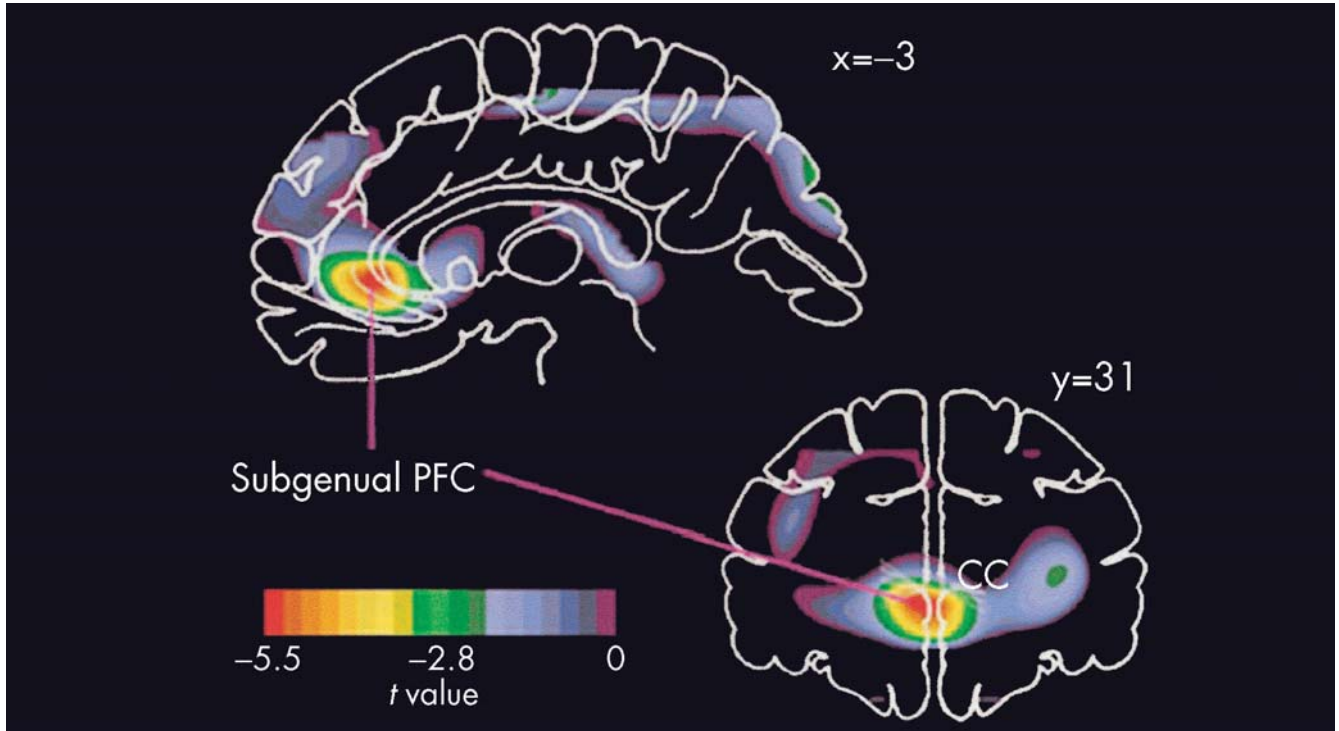 x=−3
y=31
Subgenual PFC
CC
−5.5 −2.8 0
t value